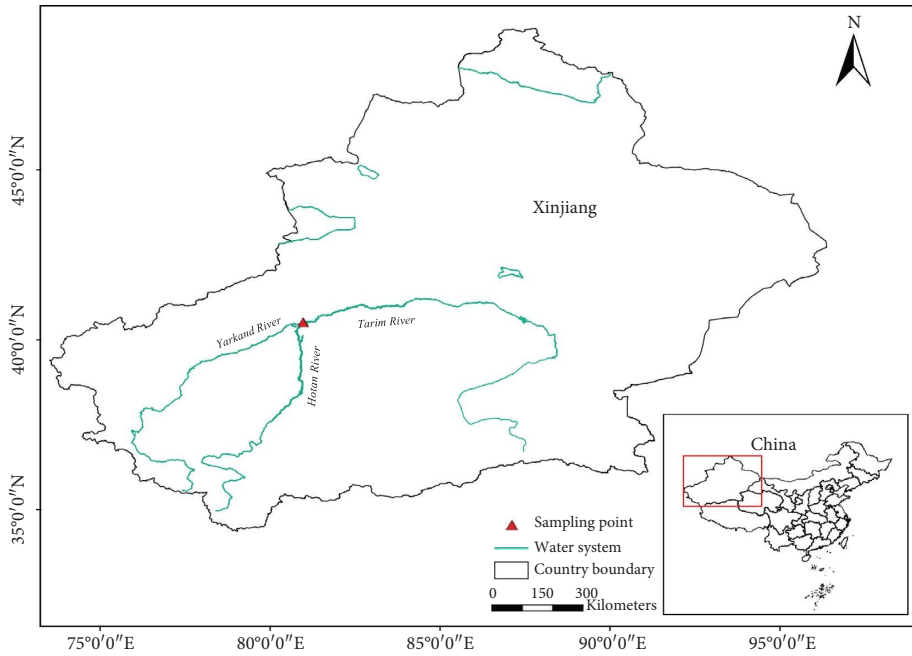 N
45°0′0″N
40°0′0″N
35°0′0″N
Xinjiang
Yarkand River
Tarim River
Hotan River
China
Sampling point
Water system
Country boundary
0 150 300
Kilometers
75°0′0″E 80°0′0″E 85°0′0″E 90°0′0″E 95°0′0″E